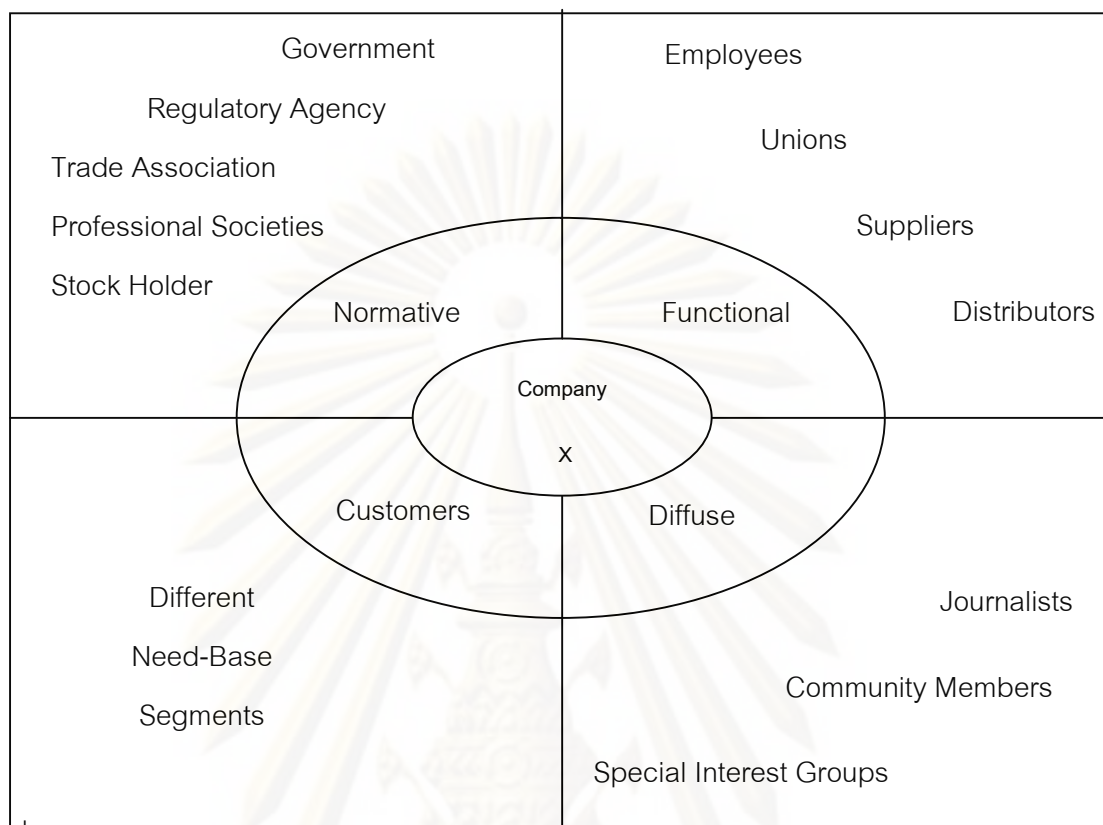 Government
Regulatory Agency
Trade Association
Professional Societies
Stock Holder
Normative
Employees
Unions
Suppliers
Distributors
Functional
Company
X
Customers
Different
Need-Base
Segments
Diffuse
Journalists
Community Members
Special Interest Groups